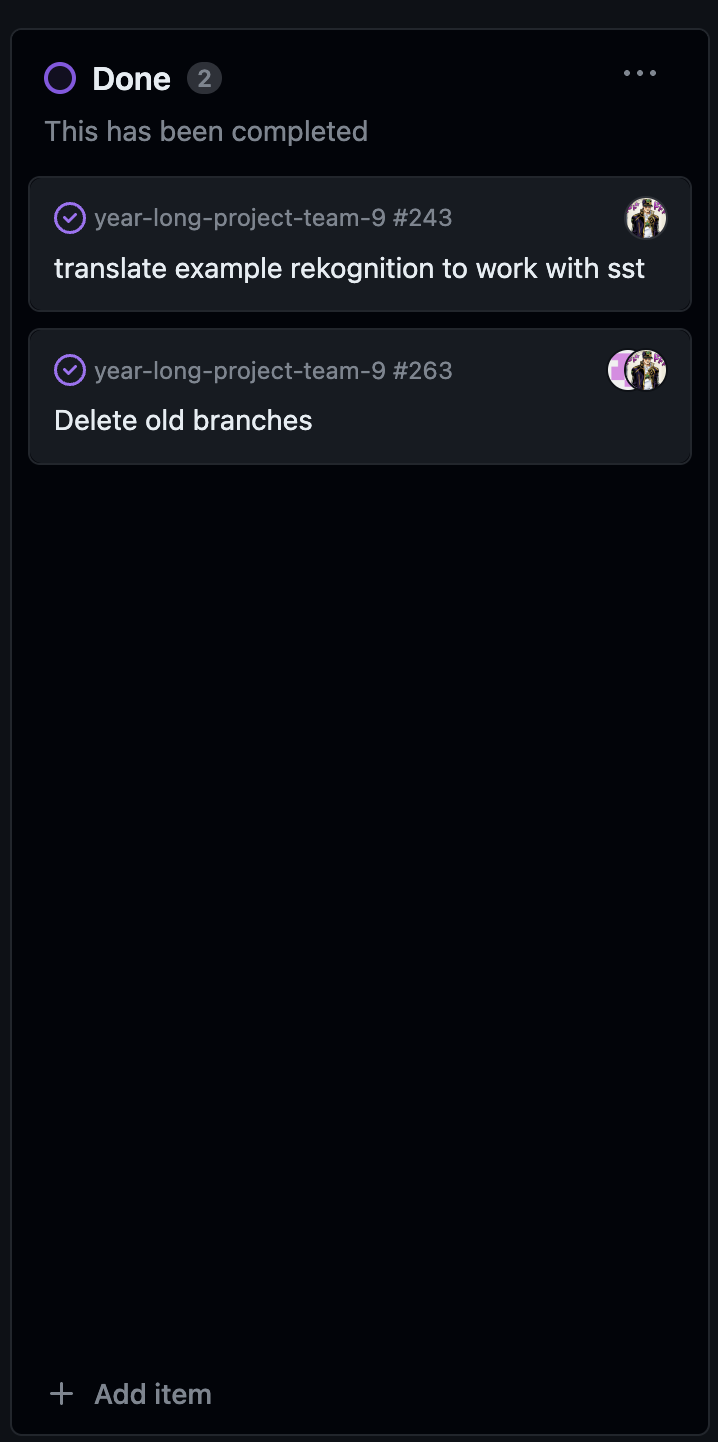 Done 2
This has been completed
year-long-project-team-9 #243
translate example rekognition to work with sst
year-long-project-team-9 #263
Delete old branches
Add item